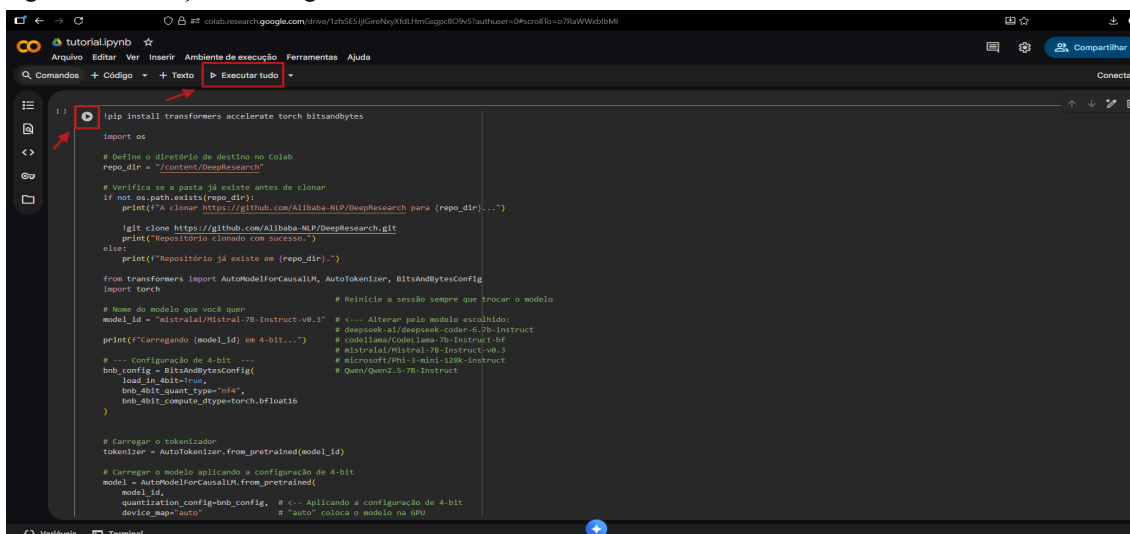 colab.research.google.com/drive/1zfsSE5JjlGireNxyXfdLHmGsgpc8O9v5?authuser=0#scrollTo=o7RaWWxbIbMI
CO tutorial.ipynb
Arquivo Editar Ver Inserir Ambiente de execução Ferramentas Ajuda
Compartilhar
Comandos + Código + Texto Executar tudo
[ ] !pip install transformers accelerate torch bitsandbytes
import os
# Define o diretório de destino no Colab
repo_dir = "/content/DeepResearch"
# Verifica se a pasta já existe antes de clonar
if not os.path.exists(repo_dir):
print(f"A clonar https://github.com/Alibaba-NLP/DeepResearch para {repo_dir}...")
!git clone https://github.com/Alibaba-NLP/DeepResearch.git
print("Repositório clonado com sucesso.")
else:
print(f"Repositório já existe em {repo_dir}.")
from transformers import AutoModelForCausalLM, AutoTokenizer, BitsAndBytesConfig
import torch
# Reinicie a sessão sempre que trocar o modelo
# Nome do modelo que você quer
model_id = "mistralai/Mistral-7B-Instruct-v0.3" # <--- Alterar pelo modelo escolhido:
# deepseek-ai/deepseek-coder-6.7b-instruct
print(f"Carregando {model_id} em 4-bit...") # codellama/CodeLlama-7b-Instruct-hf
# mistralai/Mistral-7B-Instruct-v0.3
# --- Configuração de 4-bit --- # microsoft/Phi-3-mini-128k-instruct
bnb_config = BitsAndBytesConfig( # Qwen/Qwen2.5-7B-Instruct
load_in_4bit=True,
bnb_4bit_quant_type="nf4",
bnb_4bit_compute_dtype=torch.bfloat16
)
# Carregar o tokenizador
tokenizer = AutoTokenizer.from_pretrained(model_id)
# Carregar o modelo aplicando a configuração de 4-bit
model = AutoModelForCausalLM.from_pretrained(
model_id,
quantization_config=bnb_config, # <-- Aplicando a configuração de 4-bit
device_map="auto" # "auto" coloca o modelo na GPU